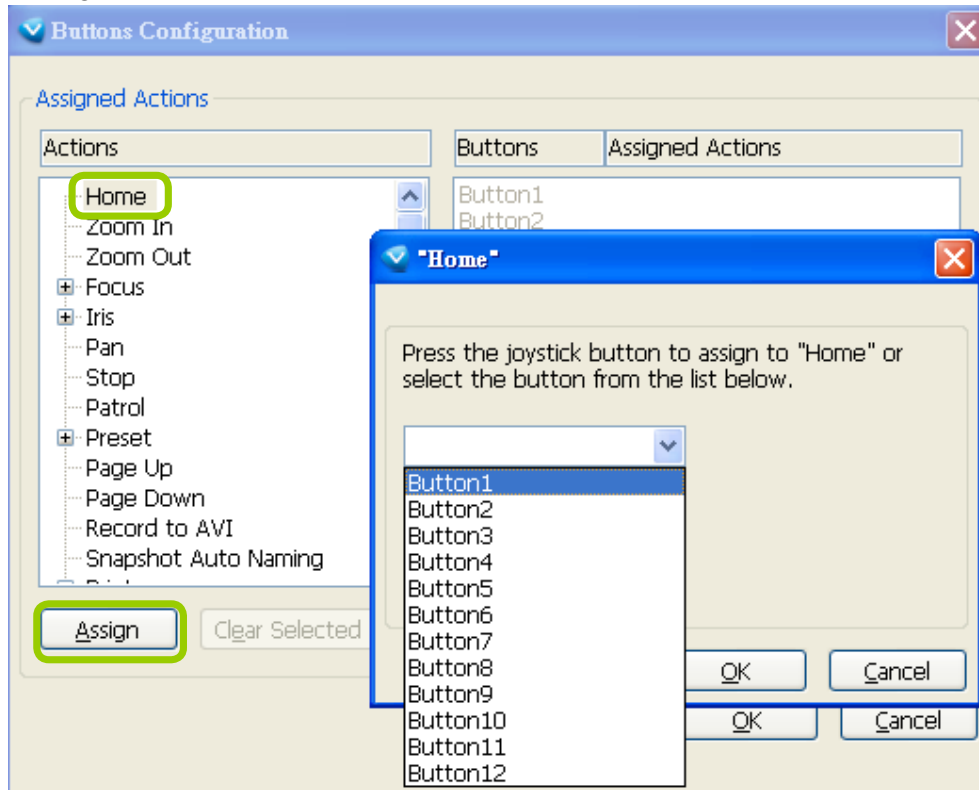 Buttons Configuration
Assigned Actions
Actions
Buttons
Assigned Actions
Home
Zoom In
Zoom Out
Focus
Iris
Pan
Stop
Patrol
Preset
Page Up
Page Down
Record to AVI
Snapshot Auto Naming
Button1
Button2
Assign
Clear Selected
"Home"
Press the joystick button to assign to "Home" or
select the button from the list below.
Button1
Button2
Button3
Button4
Button5
Button6
Button7
Button8
Button9
Button10
Button11
Button12
OK
Cancel
OK
Cancel